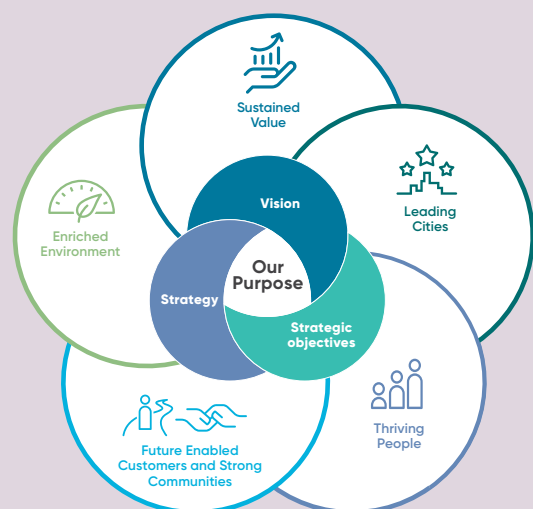 Sustained
Value
Leading
Cities
Enriched
Environment
Vision
Our
Purpose
Strategy
Strategic
objectives
Thriving
People
Future Enabled
Customers and Strong
Communities